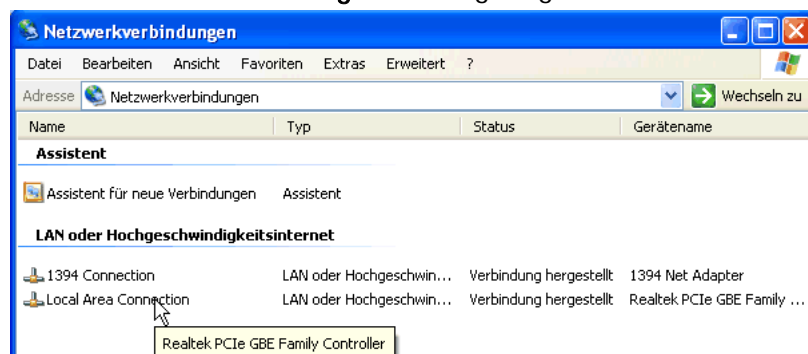 Netzwerkverbindungen
Datei Bearbeiten Ansicht Favoriten Extras Erweitert ?
Adresse Netzwerkverbindungen Wechseln zu
Name Typ Status Gerätename
Assistent
Assistent für neue Verbindungen Assistent
LAN oder Hochgeschwindigkeitsinternet
1394 Connection LAN oder Hochgeschwin... Verbindung hergestellt 1394 Net Adapter
Local Area Connection LAN oder Hochgeschwin... Verbindung hergestellt Realtek PCIe GBE Family ...
Realtek PCIe GBE Family Controller